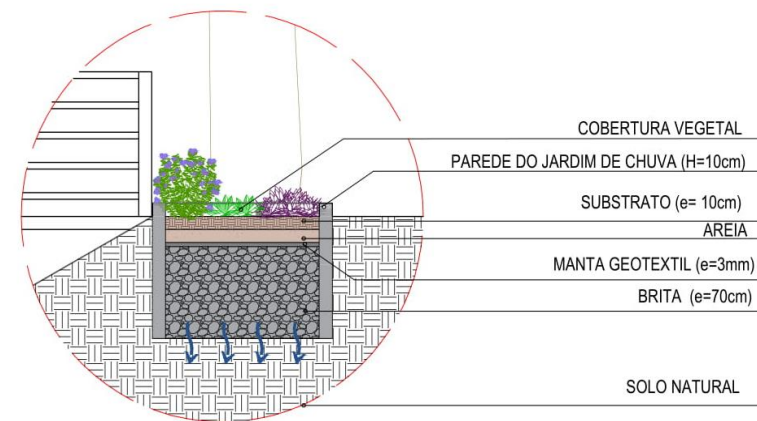 COBERTURA VEGETAL
PAREDE DO JARDIM DE CHUVA (H=10cm)
SUBSTRATO (e= 10cm)
AREIA
MANTA GEOTEXTIL (e=3mm)
BRITA (e=70cm)
SOLO NATURAL